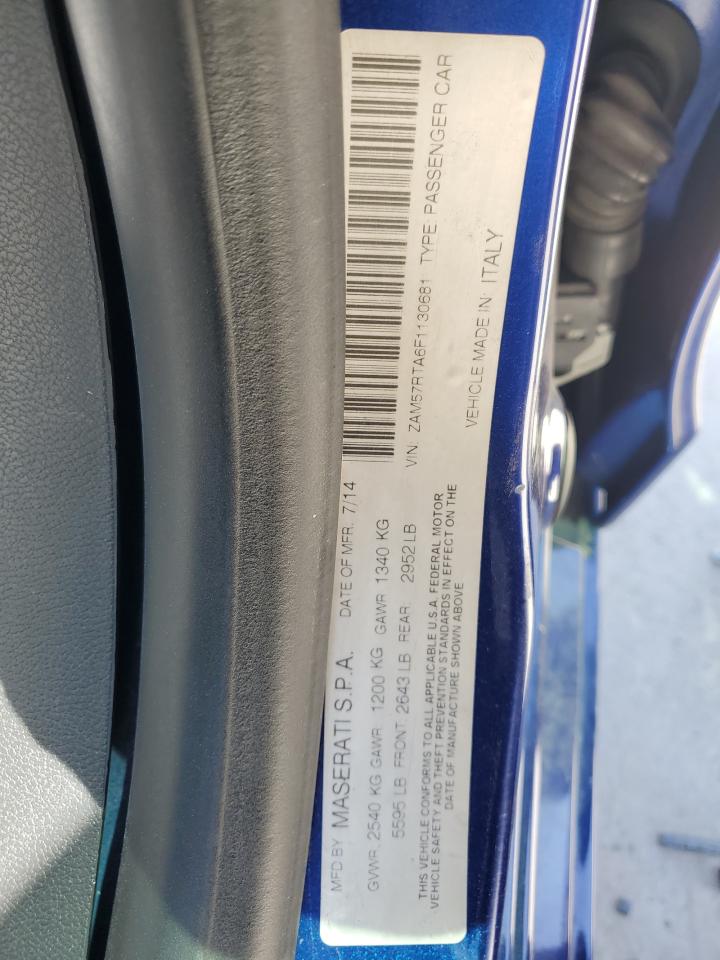 MFD BY MASERATI S.P.A. DATE OF MFR. 7/14
GVWR. 2540 KG GAWR 1200 KG GAWR 1340 KG
5595 LB FRONT. 2643 LB REAR. 2952 LB
THIS VEHICLE CONFORMS TO ALL APPLICABLE U.S.A. FEDERAL MOTOR
VEHICLE SAFETY AND THEFT PREVENTION STANDARDS IN EFFECT ON THE
DATE OF MANUFACTURE SHOWN ABOVE
VIN: ZAM57RTA6F1130681 TYPE: PASSENGER CAR
VEHICLE MADE IN: ITALY